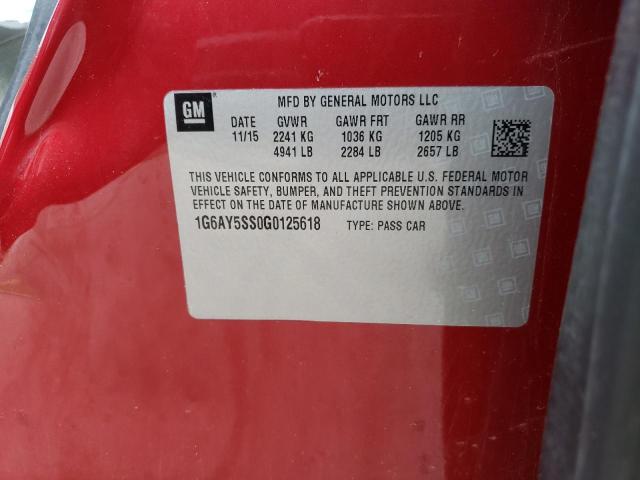 GM
MFD BY GENERAL MOTORS LLC
DATE GVWR GAWR FRT GAWR RR
11/15 2241 KG 1036 KG 1205 KG
4941 LB 2284 LB 2657 LB
THIS VEHICLE CONFORMS TO ALL APPLICABLE U.S. FEDERAL MOTOR
VEHICLE SAFETY, BUMPER, AND THEFT PREVENTION STANDARDS IN
EFFECT ON THE DATE OF MANUFACTURE SHOWN ABOVE.
1G6AY5SS0G0125618 TYPE: PASS CAR